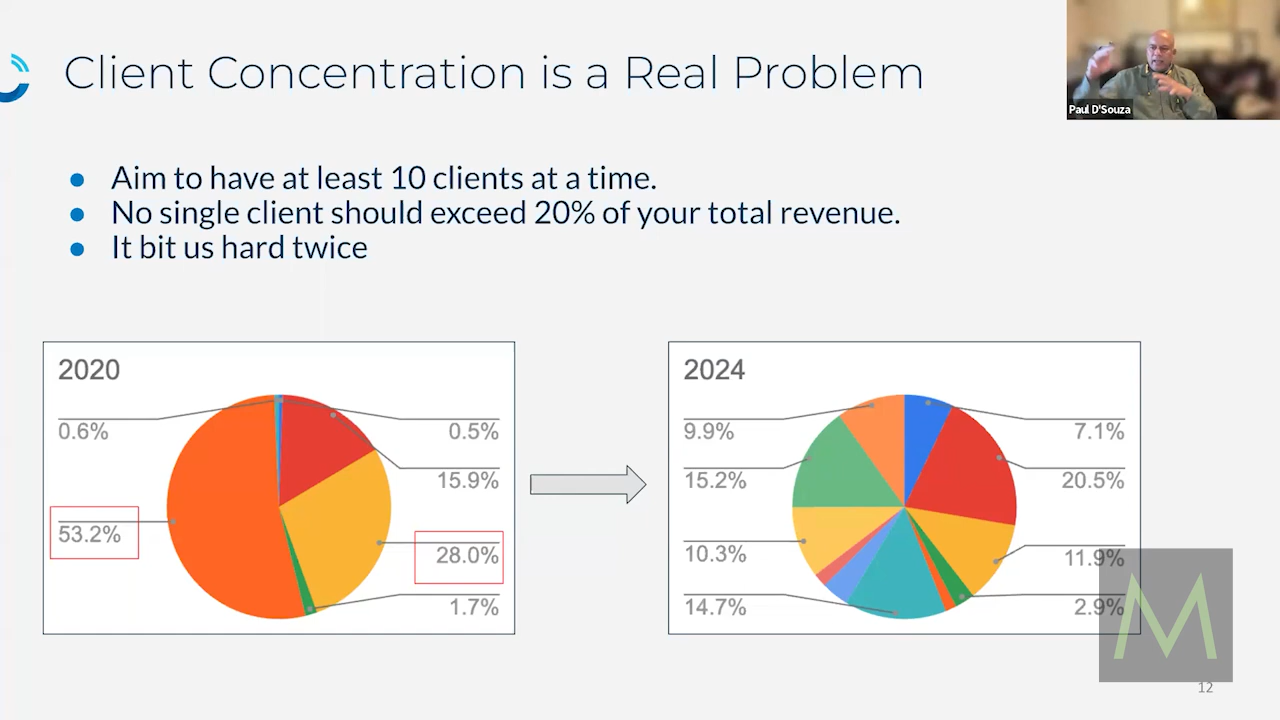 Client Concentration is a Real Problem
Paul D'Souza
● Aim to have at least 10 clients at a time.
● No single client should exceed 20% of your total revenue.
● It bit us hard twice
2020
0.6%
0.5%
15.9%
53.2%
28.0%
1.7%
2024
9.9%
7.1%
15.2%
20.5%
10.3%
11.9%
14.7%
2.9%
M
12